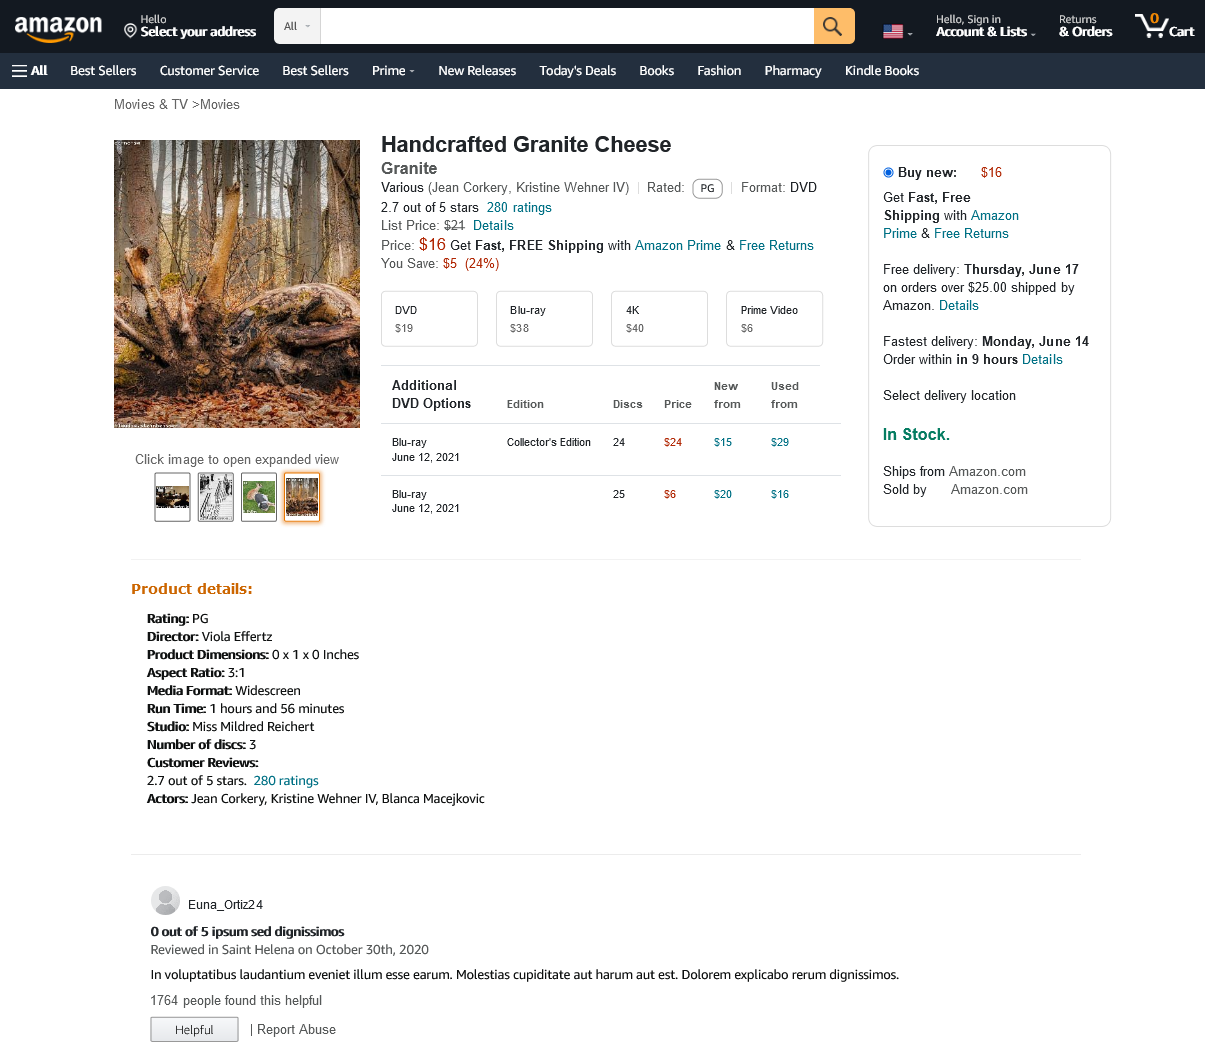 amazon
Hello
Select your address
All
Hello, Sign in
Account & Lists
Returns
& Orders
0
Cart
All
Best Sellers
Customer Service
Best Sellers
Prime
New Releases
Today's Deals
Books
Fashion
Pharmacy
Kindle Books
Movies & TV >Movies
Handcrafted Granite Cheese
Granite
Various (Jean Corkery, Kristine Wehner IV) Rated: PG Format: DVD
2.7 out of 5 stars 280 ratings
List Price: $21 Details
Price: $16 Get Fast, FREE Shipping with Amazon Prime & Free Returns
You Save: $5 (24%)
DVD
$19
Blu-ray
$38
4K
$40
Prime Video
$6
Additional
DVD Options
Edition
Discs
Price
New
from
Used
from
Blu-ray
June 12, 2021
Collector's Edition
24
$24
$15
$29
Blu-ray
June 12, 2021
25
$6
$20
$16
Click image to open expanded view
Buy new: $16
Get Fast, Free
Shipping with Amazon
Prime & Free Returns
Free delivery: Thursday, June 17
on orders over $25.00 shipped by
Amazon. Details
Fastest delivery: Monday, June 14
Order within in 9 hours Details
Select delivery location
In Stock.
Ships from Amazon.com
Sold by Amazon.com
Product details:
Rating: PG
Director: Viola Effertz
Product Dimensions: 0 x 1 x 0 Inches
Aspect Ratio: 3:1
Media Format: Widescreen
Run Time: 1 hours and 56 minutes
Studio: Miss Mildred Reichert
Number of discs: 3
Customer Reviews:
2.7 out of 5 stars. 280 ratings
Actors: Jean Corkery, Kristine Wehner IV, Blanca Macejkovic
Euna_Ortiz24
0 out of 5 ipsum sed dignissimos
Reviewed in Saint Helena on October 30th, 2020
In voluptatibus laudantium eveniet illum esse earum. Molestias cupiditate aut harum aut est. Dolorem explicabo rerum dignissimos.
1764 people found this helpful
Helpful
| Report Abuse